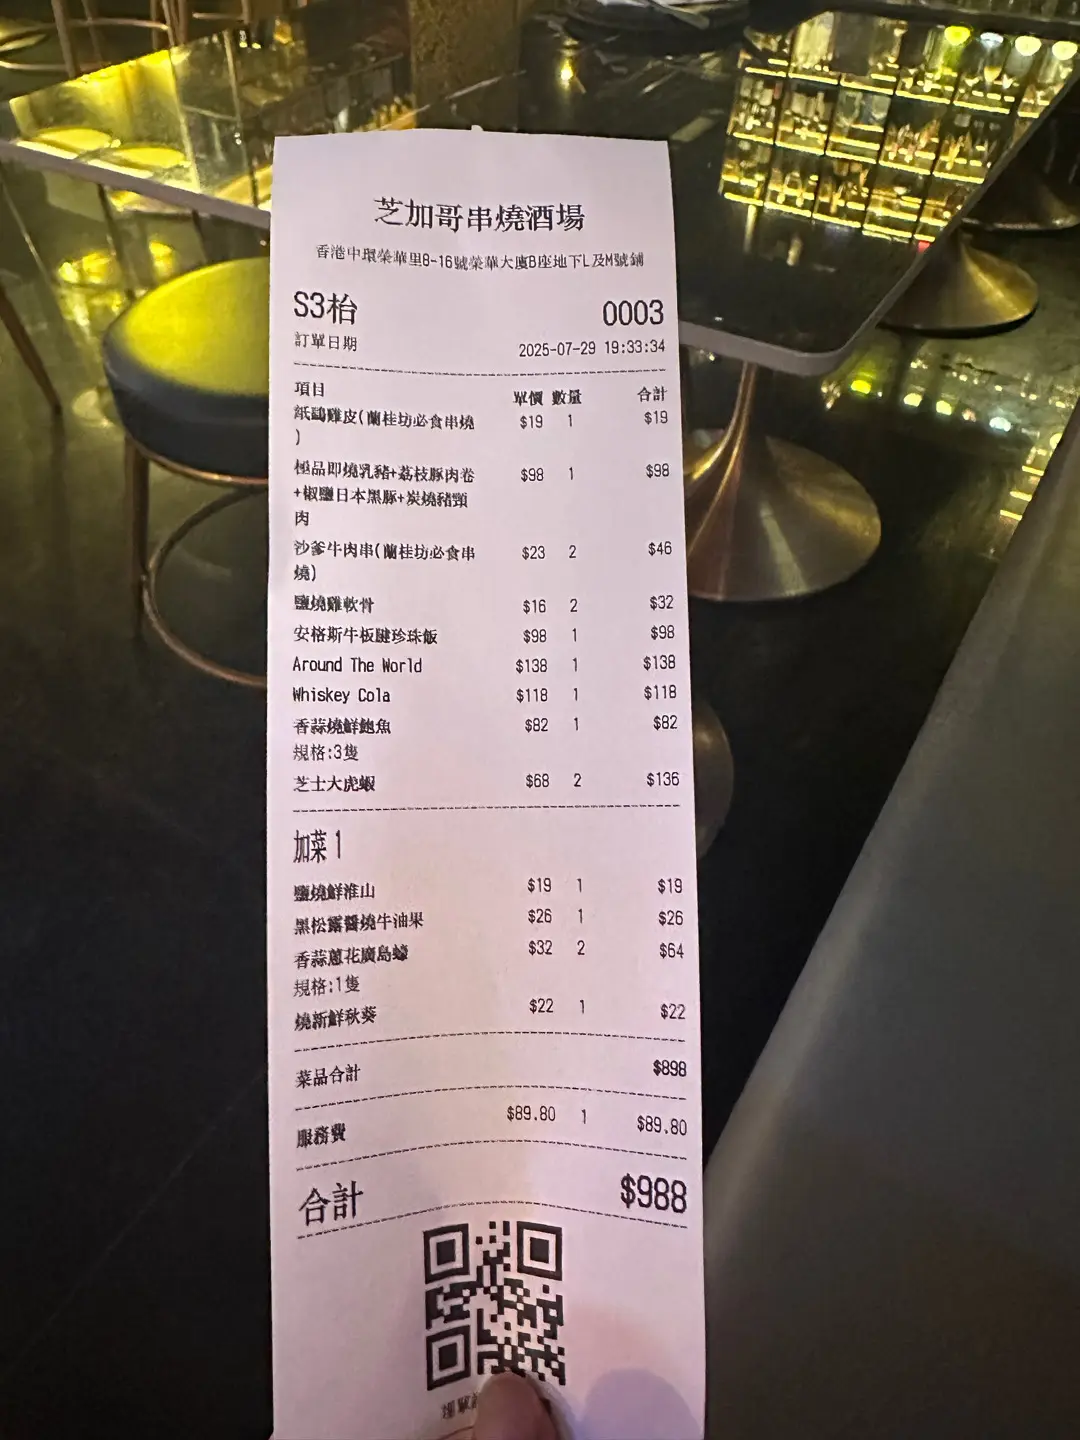 芝加哥串燒酒場
香港中環榮華里8-16號榮華大廈B座地下L及M號鋪
S3枱 0003
訂單日期 2025-07-29 19:33:34
項目 單價 數量 合計
紙鷂雞皮(蘭桂坊必食串燒 $19 1 $19
)
極品即燒乳豬+荔枝豚肉卷 $98 1 $98
+椒鹽日本黑豚+炭燒豬頸
肉
沙爹牛肉串(蘭桂坊必食串 $23 2 $46
燒)
鹽燒雞軟骨 $16 2 $32
安格斯牛板腱珍珠飯 $98 1 $98
Around The World $138 1 $138
Whiskey Cola $118 1 $118
香蒜燒鮮鮑魚 $82 1 $82
規格:3隻
芝士大虎蝦 $68 2 $136
加菜 1
鹽燒鮮淮山 $19 1 $19
黑松露醬燒牛油果 $26 1 $26
香蒜蔥花廣島蠔 $32 2 $64
規格:1隻
燒新鮮秋葵 $22 1 $22
菜品合計 $898
服務費 $89.80 1 $89.80
合計 $988